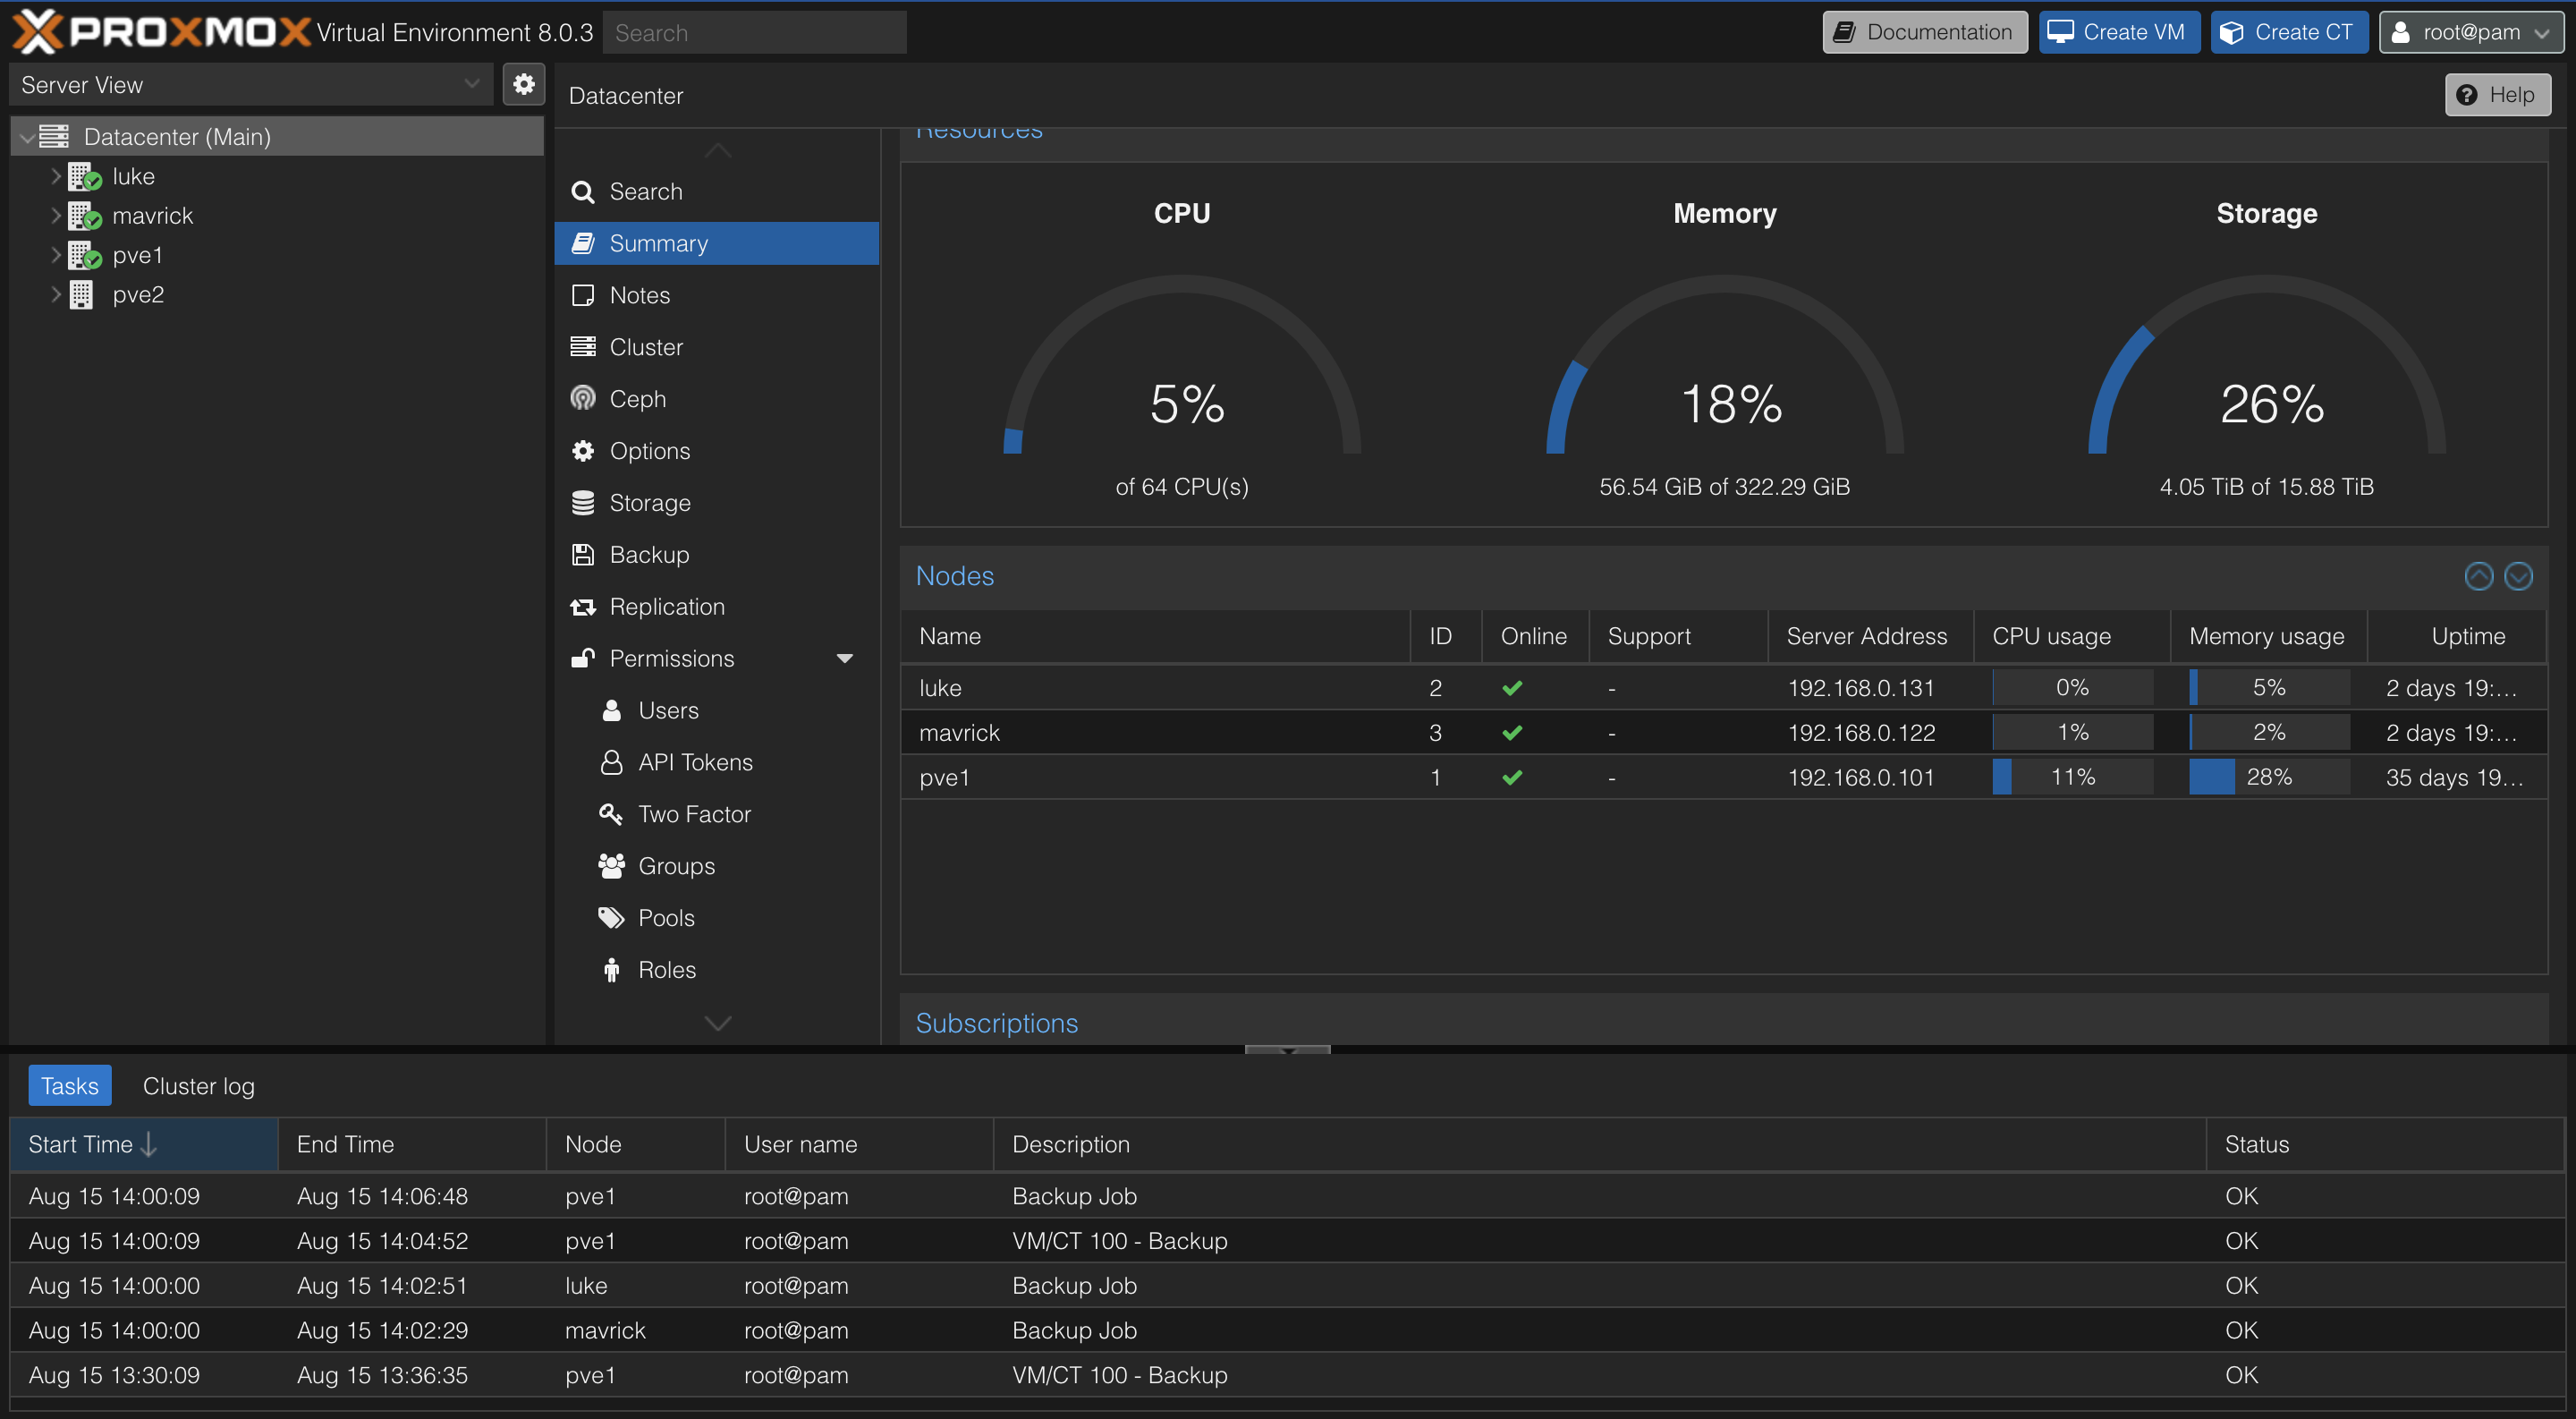 PROXMOX Virtual Environment 8.0.3 Search Documentation Create VM Create CT root@pam
Server View
Datacenter (Main)
luke
mavrick
pve1
pve2
Datacenter Help
Search
Summary
Notes
Cluster
Ceph
Options
Storage
Backup
Replication
Permissions
Users
API Tokens
Two Factor
Groups
Pools
Roles
Resources
CPU Memory Storage
5% 18% 26%
of 64 CPU(s) 56.54 GiB of 322.29 GiB 4.05 TiB of 15.88 TiB
Nodes
Name ID Online Support Server Address CPU usage Memory usage Uptime
luke 2 - 192.168.0.131 0% 5% 2 days 19:...
mavrick 3 - 192.168.0.122 1% 2% 2 days 19:...
pve1 1 - 192.168.0.101 11% 28% 35 days 19...
Subscriptions
Tasks Cluster log
Start Time End Time Node User name Description Status
Aug 15 14:00:09 Aug 15 14:06:48 pve1 root@pam Backup Job OK
Aug 15 14:00:09 Aug 15 14:04:52 pve1 root@pam VM/CT 100 - Backup OK
Aug 15 14:00:00 Aug 15 14:02:51 luke root@pam Backup Job OK
Aug 15 14:00:00 Aug 15 14:02:29 mavrick root@pam Backup Job OK
Aug 15 13:30:09 Aug 15 13:36:35 pve1 root@pam VM/CT 100 - Backup OK